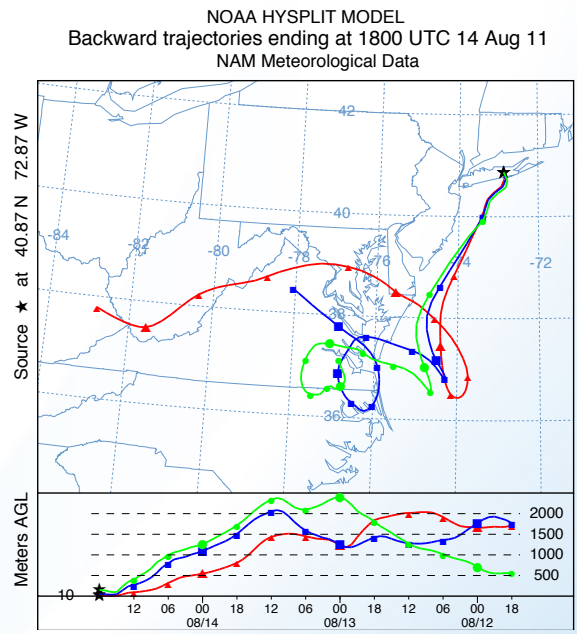 NOAA HYSPLIT MODEL
Backward trajectories ending at 1800 UTC 14 Aug 11
NAM Meteorological Data
Source ★ at 40.87 N 72.87 W
42
40
-84
-82
-80
-78
-76
-72
38
36
Meters AGL
2000
1500
1000
500
10
12 06 00 18 12 06 00 18 12 06 00 18
08/14 08/13 08/12